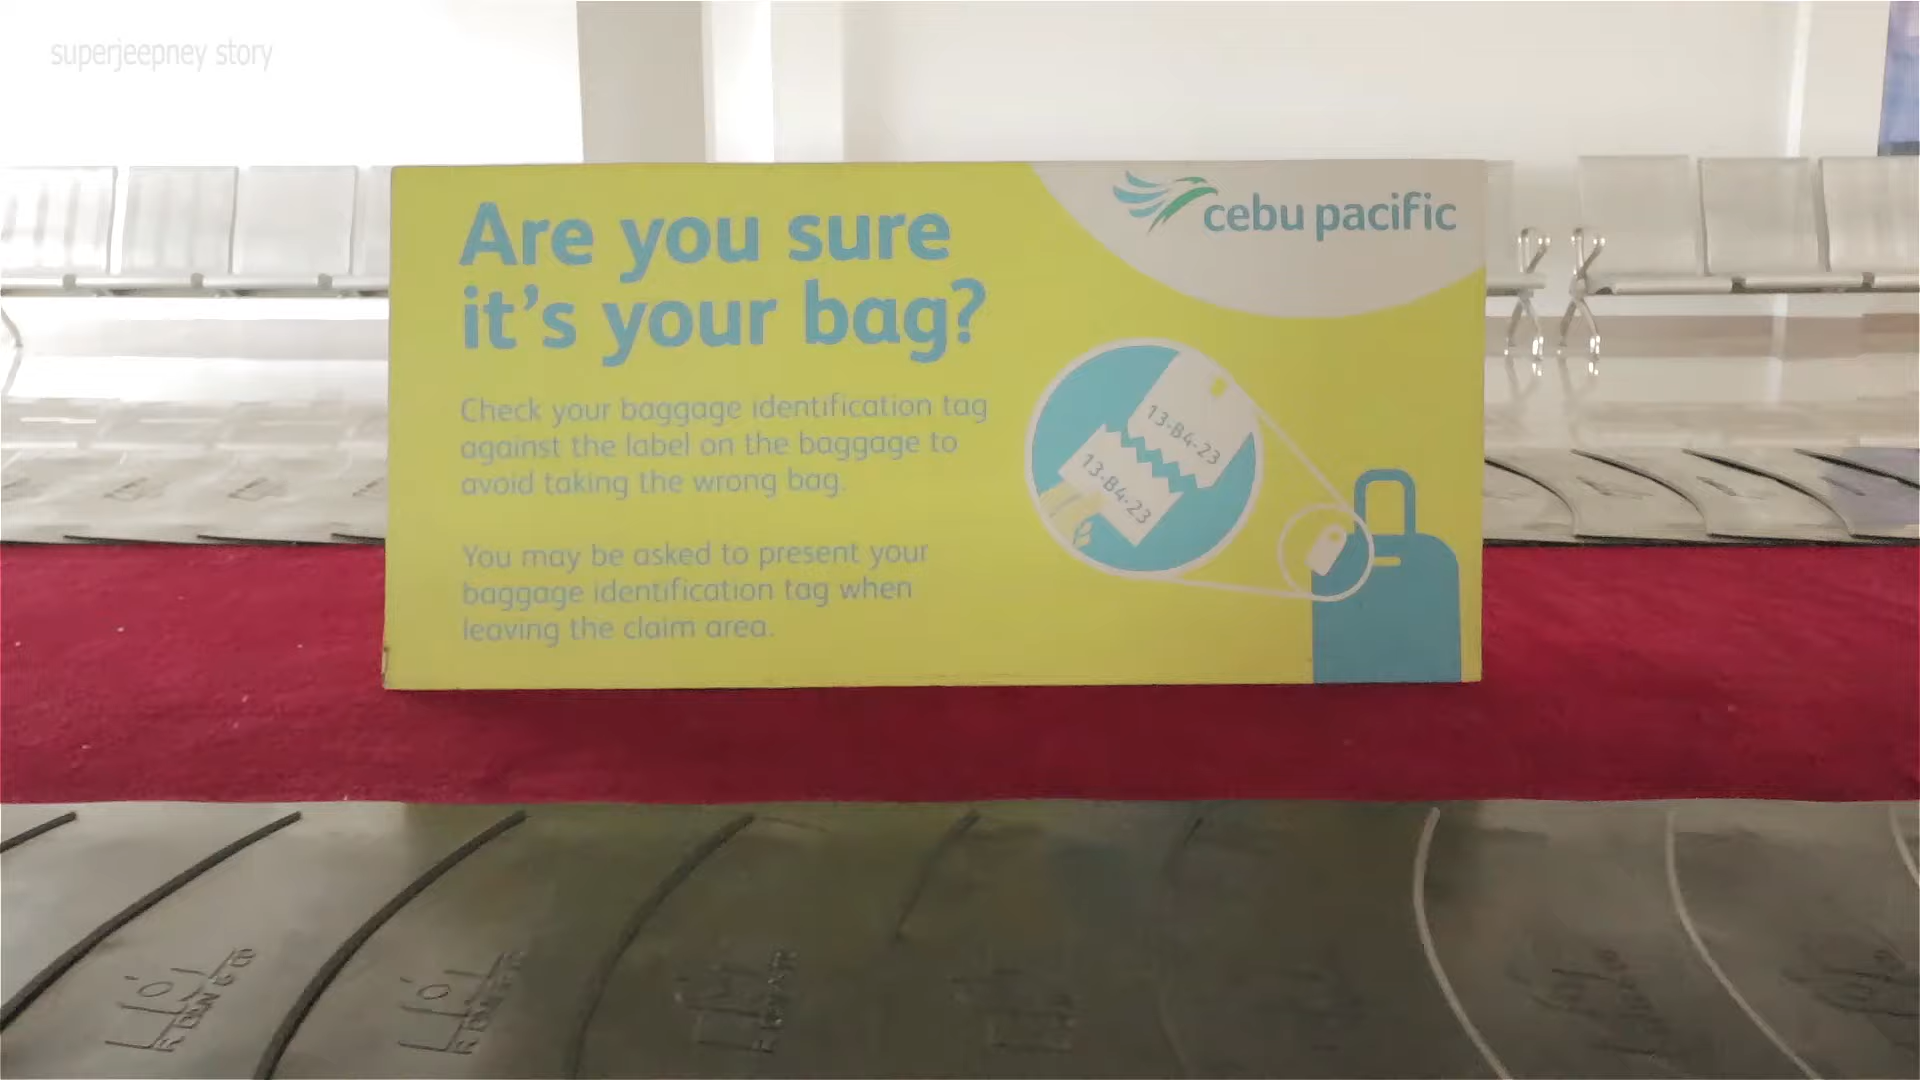 superjeepney story
cebu pacific
Are you sure
it's your bag?
Check your baggage identification tag
against the label on the baggage to
avoid taking the wrong bag.
You may be asked to present your
baggage identification tag when
leaving the claim area.
13-B4-23
13-B4-23